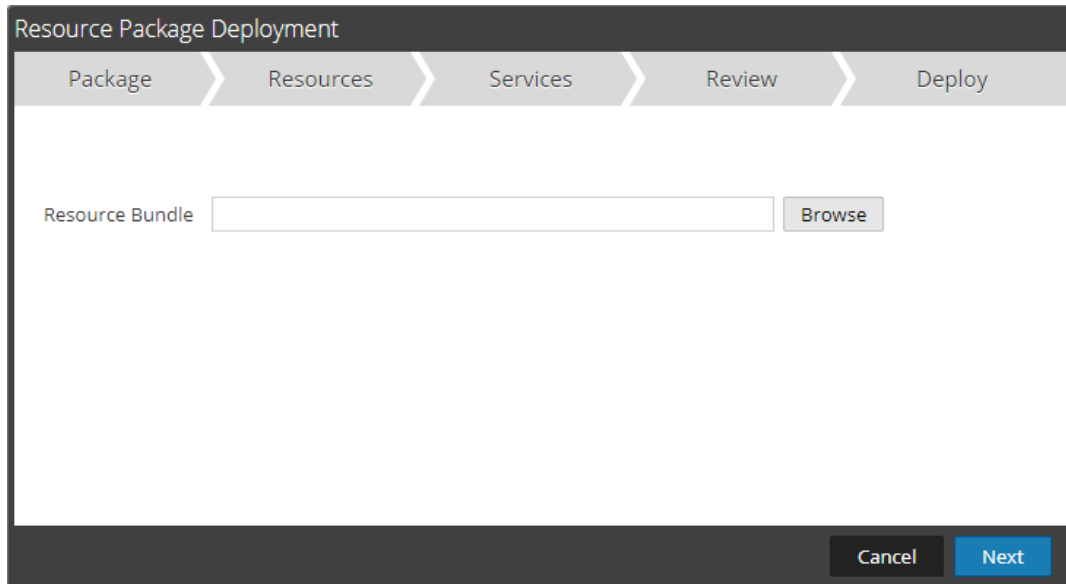 Resource Package Deployment
Package Resources Services Review Deploy
Resource Bundle Browse
Cancel Next